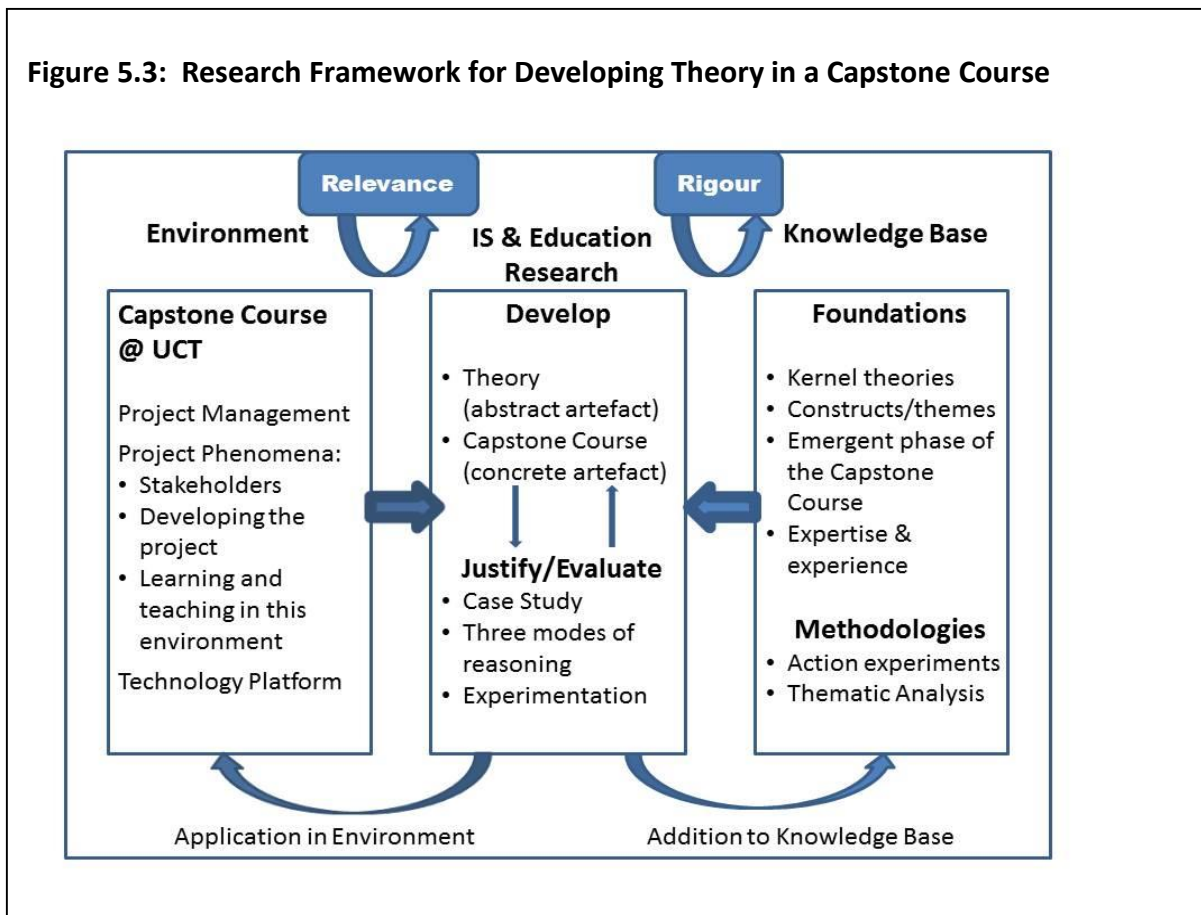 Figure 5.3: Research Framework for Developing Theory in a Capstone Course
Relevance
Rigour
Environment
IS & Education
Research
Knowledge Base
Capstone Course
@ UCT
Project Management
Project Phenomena:
• Stakeholders
• Developing the
project
• Learning and
teaching in this
environment
Technology Platform
Develop
• Theory
(abstract artefact)
• Capstone Course
(concrete artefact)
Justify/Evaluate
• Case Study
• Three modes of
reasoning
• Experimentation
Foundations
• Kernel theories
• Constructs/themes
• Emergent phase of
the Capstone
Course
• Expertise &
experience
Methodologies
• Action experiments
• Thematic Analysis
Application in Environment
Addition to Knowledge Base